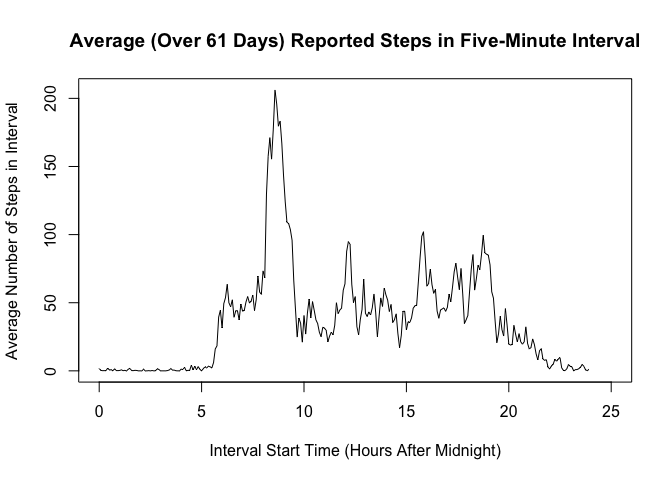 Average (Over 61 Days) Reported Steps in Five-Minute Interval
Average Number of Steps in Interval
200
150
100
50
0
0 5 10 15 20 25
Interval Start Time (Hours After Midnight)